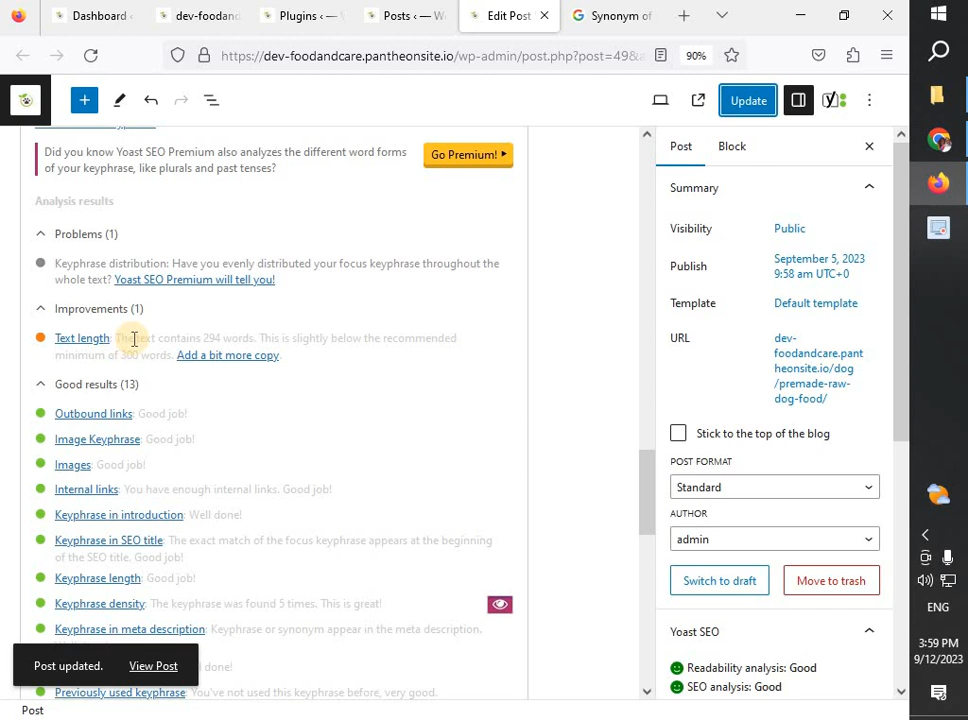 Dashboard ‹
dev-foodand
Plugins ‹ —
Posts ‹ — W
Edit Post
Synonym of
https://dev-foodandcare.pantheonsite.io/wp-admin/post.php?post=49&
90%
Update
Did you know Yoast SEO Premium also analyzes the different word forms
of your keyphrase, like plurals and past tenses?
Go Premium!
Analysis results
Problems (1)
Keyphrase distribution: Have you evenly distributed your focus keyphrase throughout the
whole text? Yoast SEO Premium will tell you!
Improvements (1)
Text length: The text contains 294 words. This is slightly below the recommended
minimum of 300 words. Add a bit more copy.
Good results (13)
Outbound links: Good job!
Image Keyphrase: Good job!
Images: Good job!
Internal links: You have enough internal links. Good job!
Keyphrase in introduction: Well done!
Keyphrase in SEO title: The exact match of the focus keyphrase appears at the beginning
of the SEO title. Good job!
Keyphrase length: Good job!
Keyphrase density: The keyphrase was found 5 times. This is great!
Keyphrase in meta description: Keyphrase or synonym appear in the meta description.
done!
Previously used keyphrase: You've not used this keyphrase before, very good.
Post updated.
View Post
Post
Post
Block
Summary
Visibility
Public
Publish
September 5, 2023
9:58 am UTC+0
Template
Default template
URL
dev-
foodandcare.pant
heonsite.io/dog
/premade-raw-
dog-food/
Stick to the top of the blog
POST FORMAT
Standard
AUTHOR
admin
Switch to draft
Move to trash
Yoast SEO
Readability analysis: Good
SEO analysis: Good
ENG
3:59 PM
9/12/2023